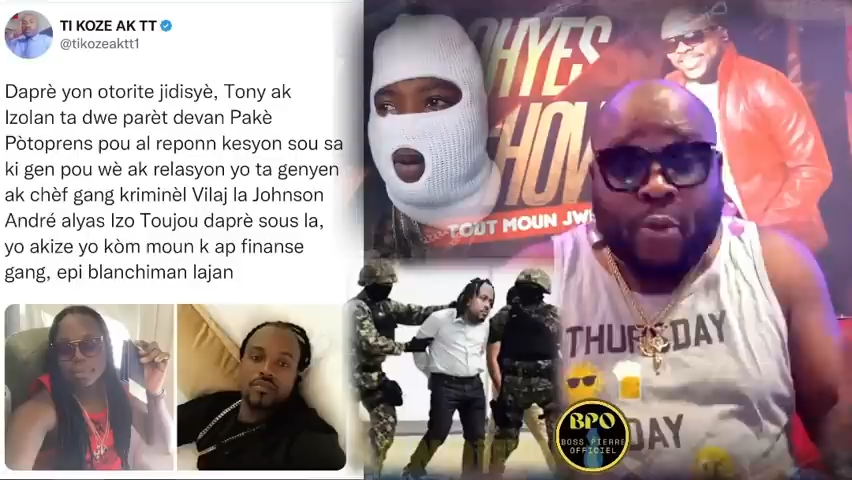 TI KOZE AK TT
@tikozeaktt1
Daprè yon otorite jidisyè, Tony ak
Izolan ta dwe parèt devan Pakè
Pòtoprens pou al reponn kesyon sou sa
ki gen pou wè ak relasyon yo ta genyen
ak chèf gang kriminèl Vilaj la Johnson
André alyas Izo Toujou daprè sous la,
yo akize yo kòm moun k ap finanse
gang, epi blanchiman lajan
OHYES
SHOW
TOUT MOUN JW
THURSDAY
DAY
BPO
BOSS PIERRE
OFFICIEL